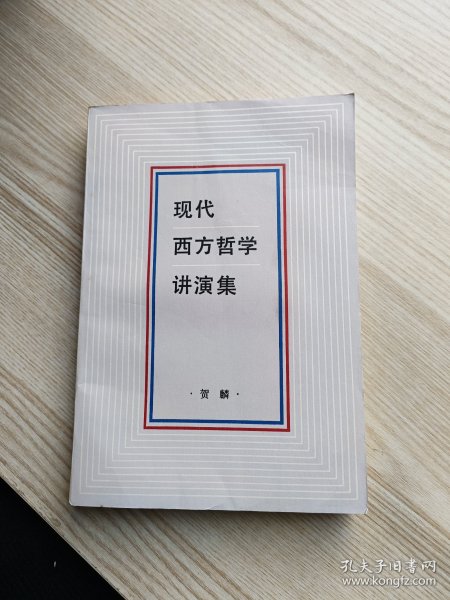 现代
西方哲学
讲演集
·贺 麟·
孔夫子旧书网
www.kongfz.com